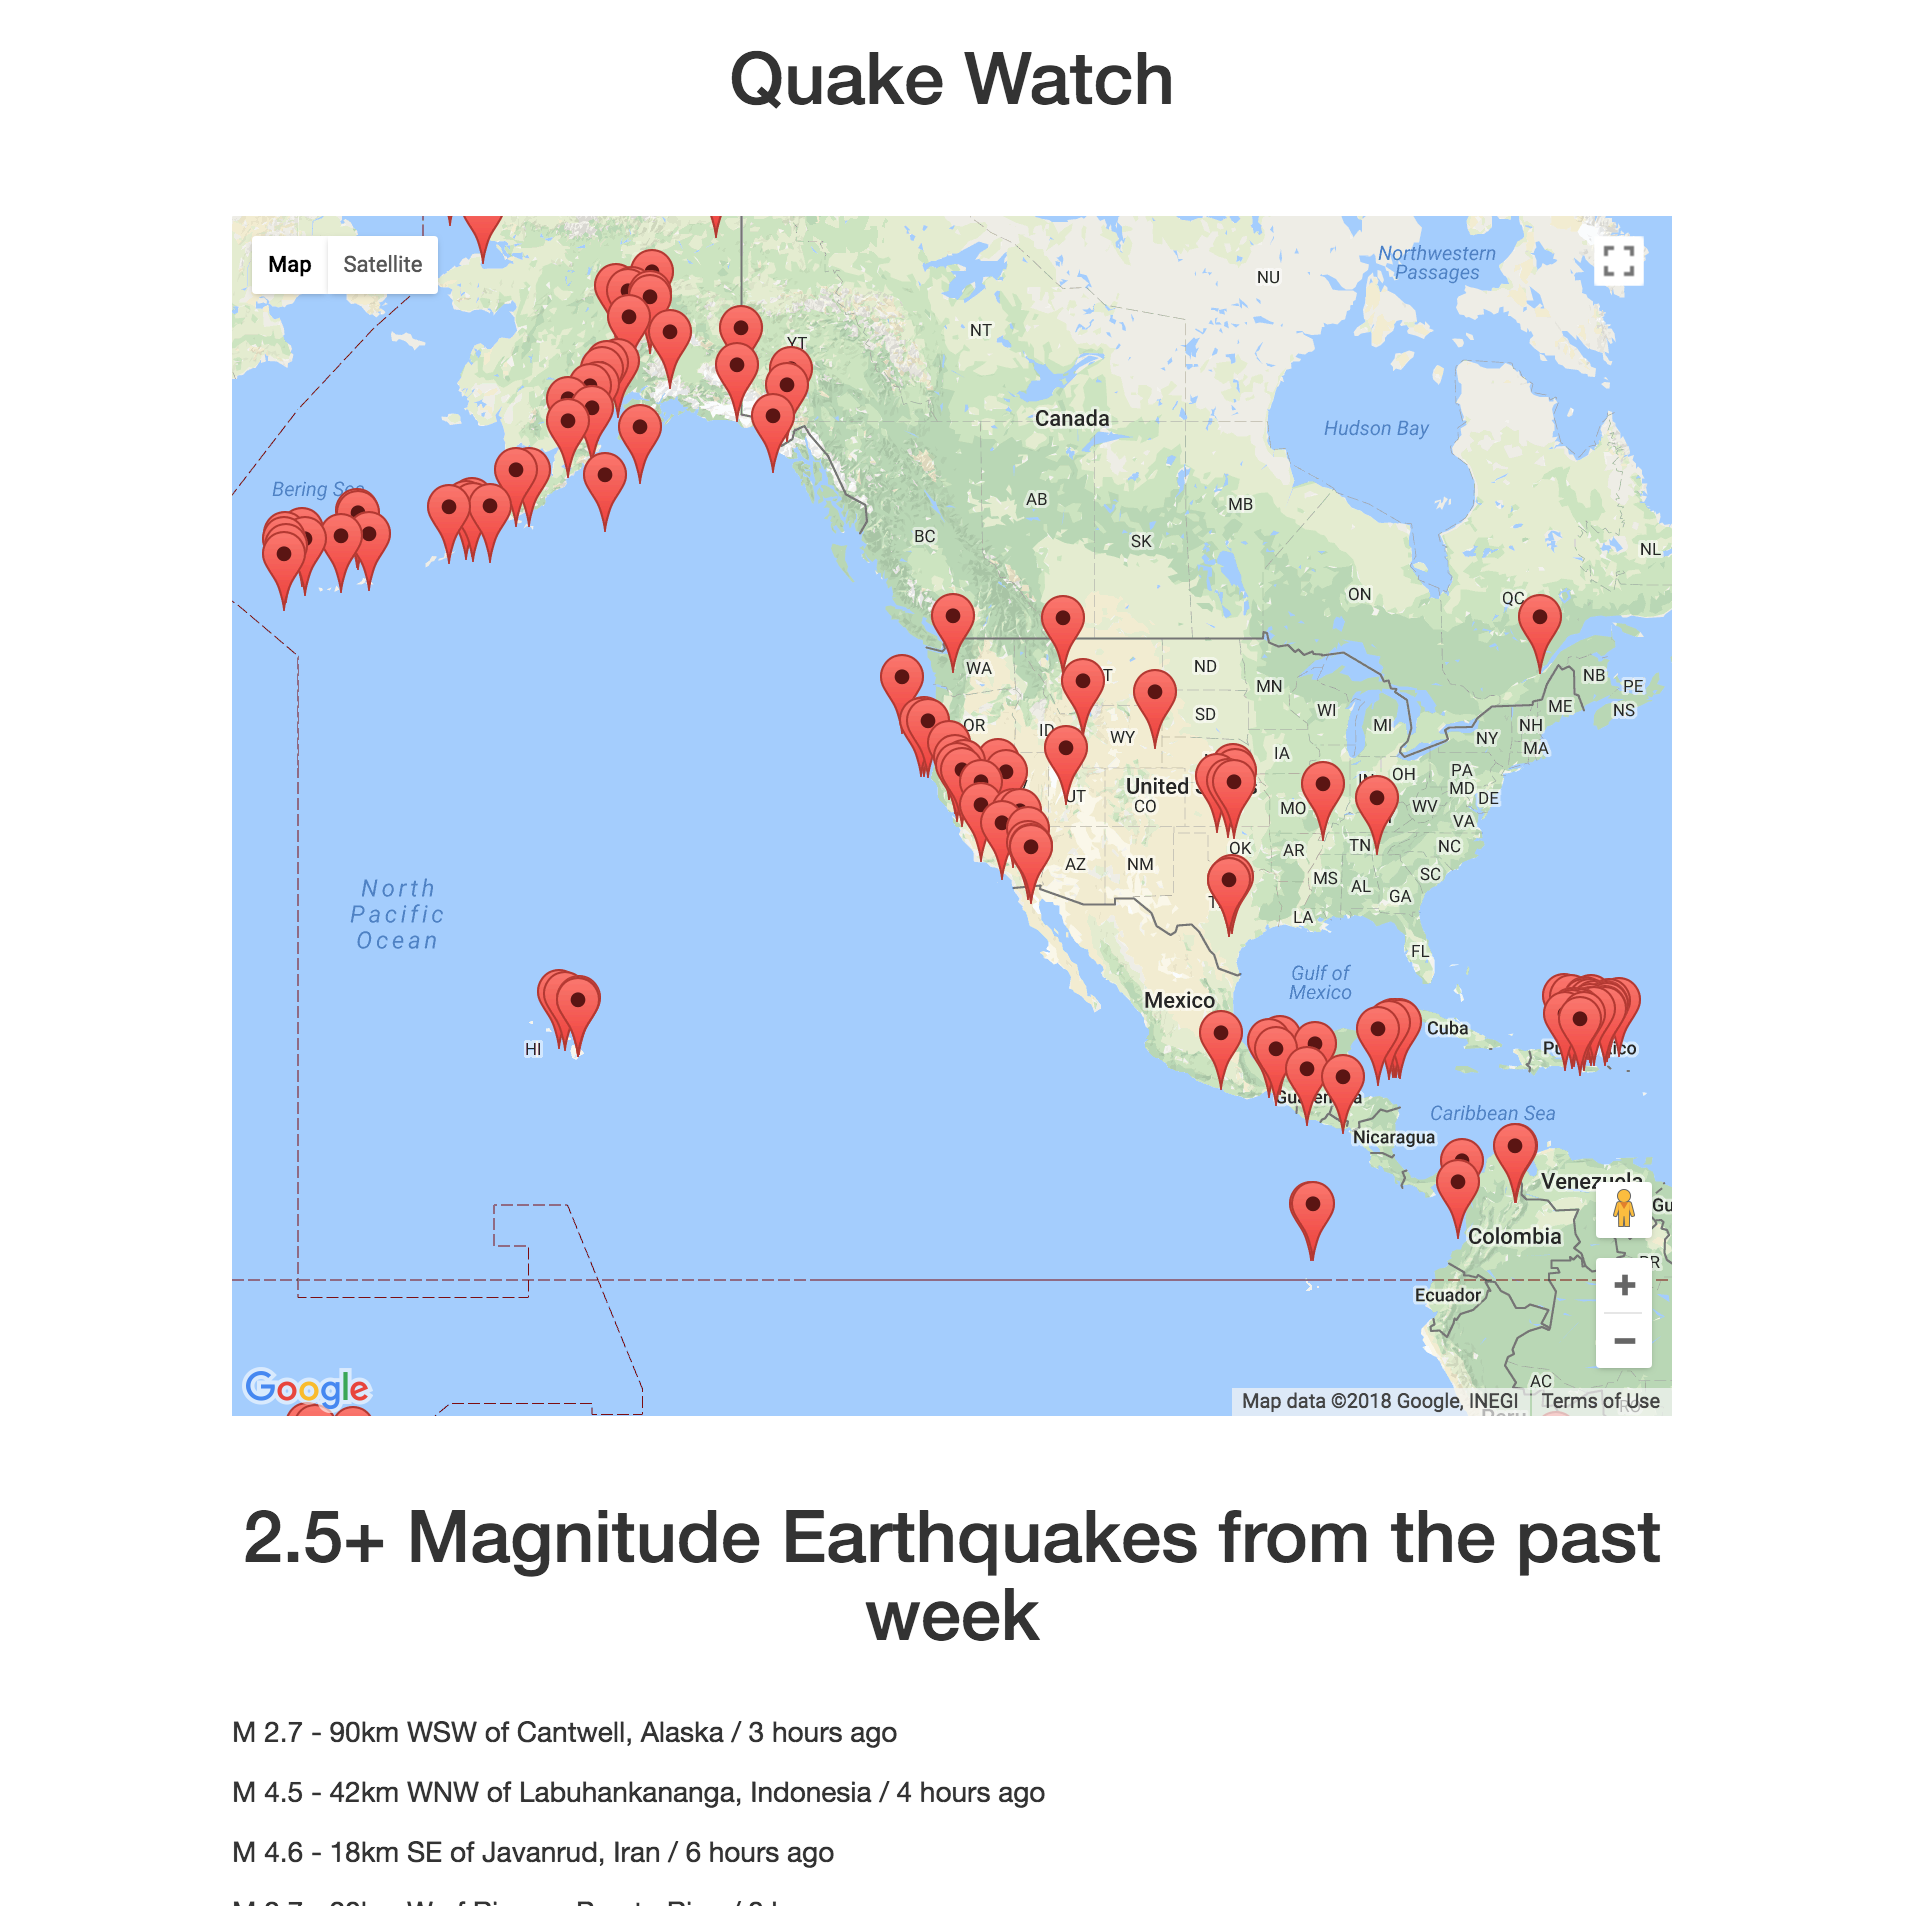 Quake Watch
Map
Satellite
Northwestern
Passages
NU
NT
YT
Canada
Hudson Bay
Bering Sea
AB
MB
BC
SK
NL
ON
QC
WA
ND
NB
PE
MN
ME
NS
SD
WI
MI
NH
OR
ID
WY
NY
MA
IA
OH
PA
MD
DE
United
UT
CO
MO
WV
VA
OK
AR
TN
NC
AZ
NM
MS
AL
SC
GA
LA
FL
North
Pacific
Ocean
Gulf of
Mexico
Mexico
Cuba
HI
Caribbean Sea
Nicaragua
Venezuela
Gu
Colombia
Ecuador
AC
Google
Map data ©2018 Google, INEGI
Terms of Use
2.5+ Magnitude Earthquakes from the past
week
M 2.7 - 90km WSW of Cantwell, Alaska / 3 hours ago
M 4.5 - 42km WNW of Labuhankananga, Indonesia / 4 hours ago
M 4.6 - 18km SE of Javanrud, Iran / 6 hours ago